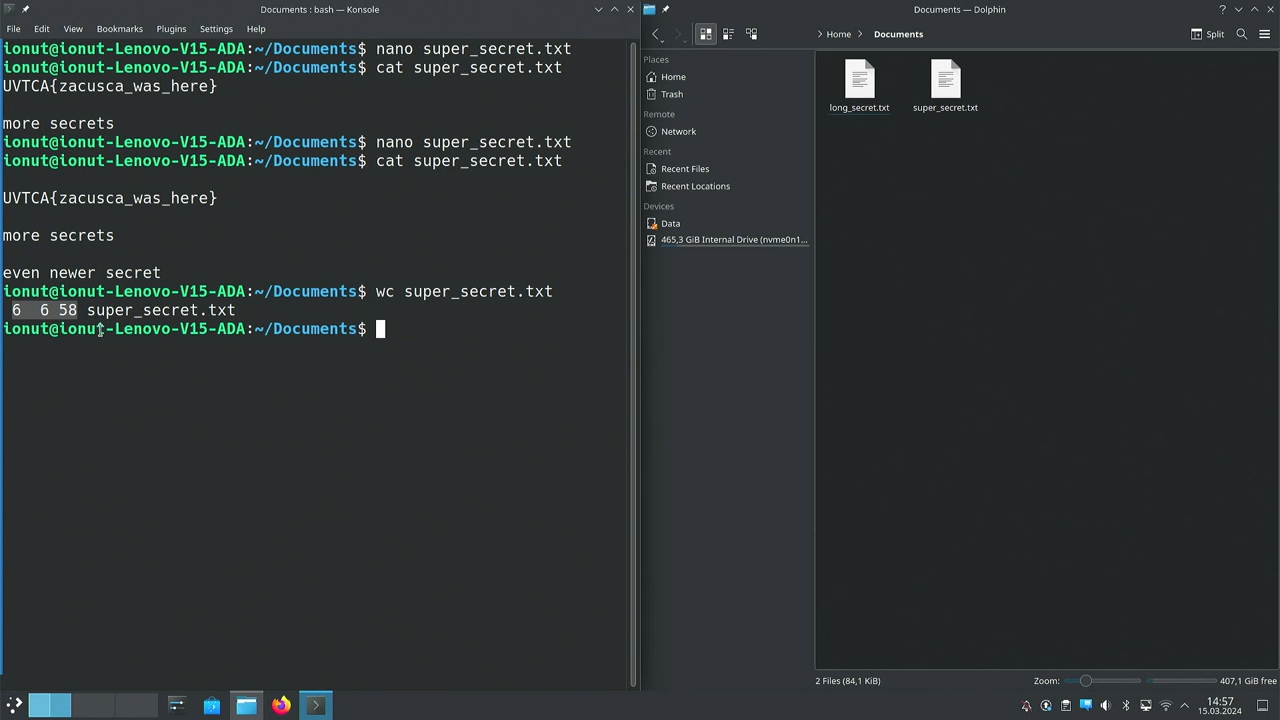 Documents : bash — Konsole
File Edit View Bookmarks Plugins Settings Help
ionut@ionut-Lenovo-V15-ADA:~/Documents$ nano super_secret.txt
ionut@ionut-Lenovo-V15-ADA:~/Documents$ cat super_secret.txt
UVTCA{zacusca_was_here}
more secrets
ionut@ionut-Lenovo-V15-ADA:~/Documents$ nano super_secret.txt
ionut@ionut-Lenovo-V15-ADA:~/Documents$ cat super_secret.txt
UVTCA{zacusca_was_here}
more secrets
even newer secret
ionut@ionut-Lenovo-V15-ADA:~/Documents$ wc super_secret.txt
6 6 58 super_secret.txt
ionut@ionut-Lenovo-V15-ADA:~/Documents$
Documents — Dolphin
Home Documents
Split
Places
Home
Trash
Remote
Network
Recent
Recent Files
Recent Locations
Devices
Data
465,3 GiB Internal Drive (nvme0n1...
long_secret.txt
super_secret.txt
2 Files (84,1 KiB)
Zoom:
407,1 GiB free
14:57
15.03.2024